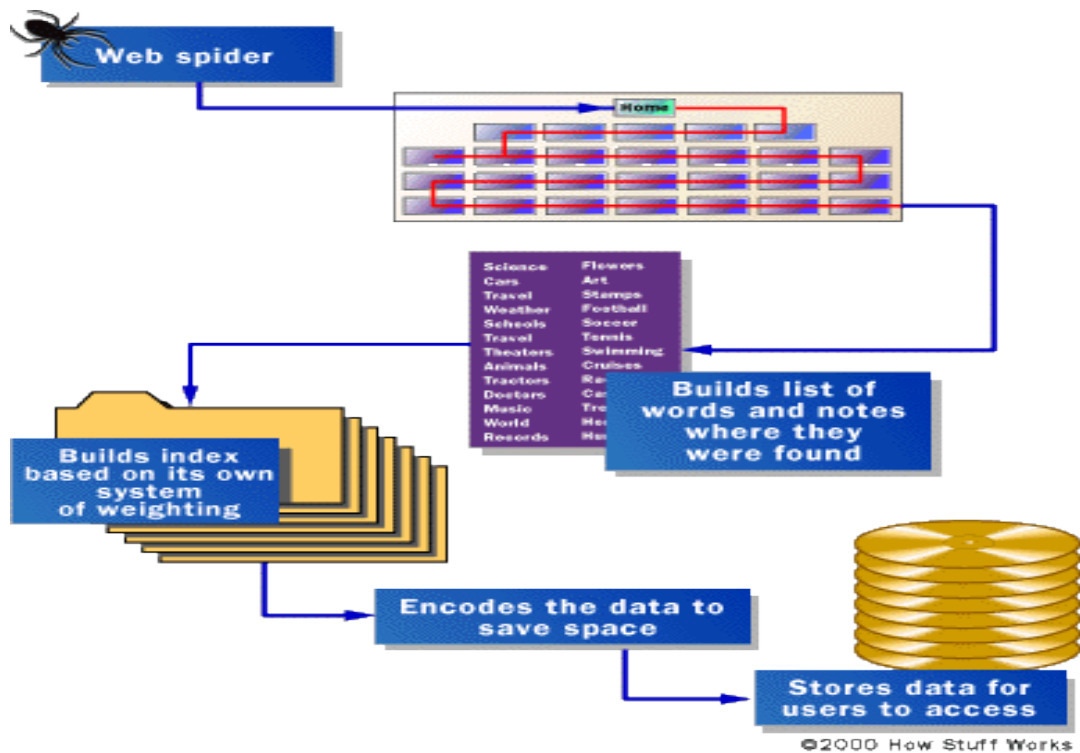 Web spider
Home
Science Flowers
Cars Art
Travel Stamps
Weather Football
Schools Soccer
Travel Tennis
Theaters Swimming
Animals Cruises
Tractors
Doctors
Music
World
Records
Builds list of
words and notes
where they
were found
Builds index
based on its own
system
of weighting
Encodes the data to
save space
Stores data for
users to access
©2000 How Stuff Works